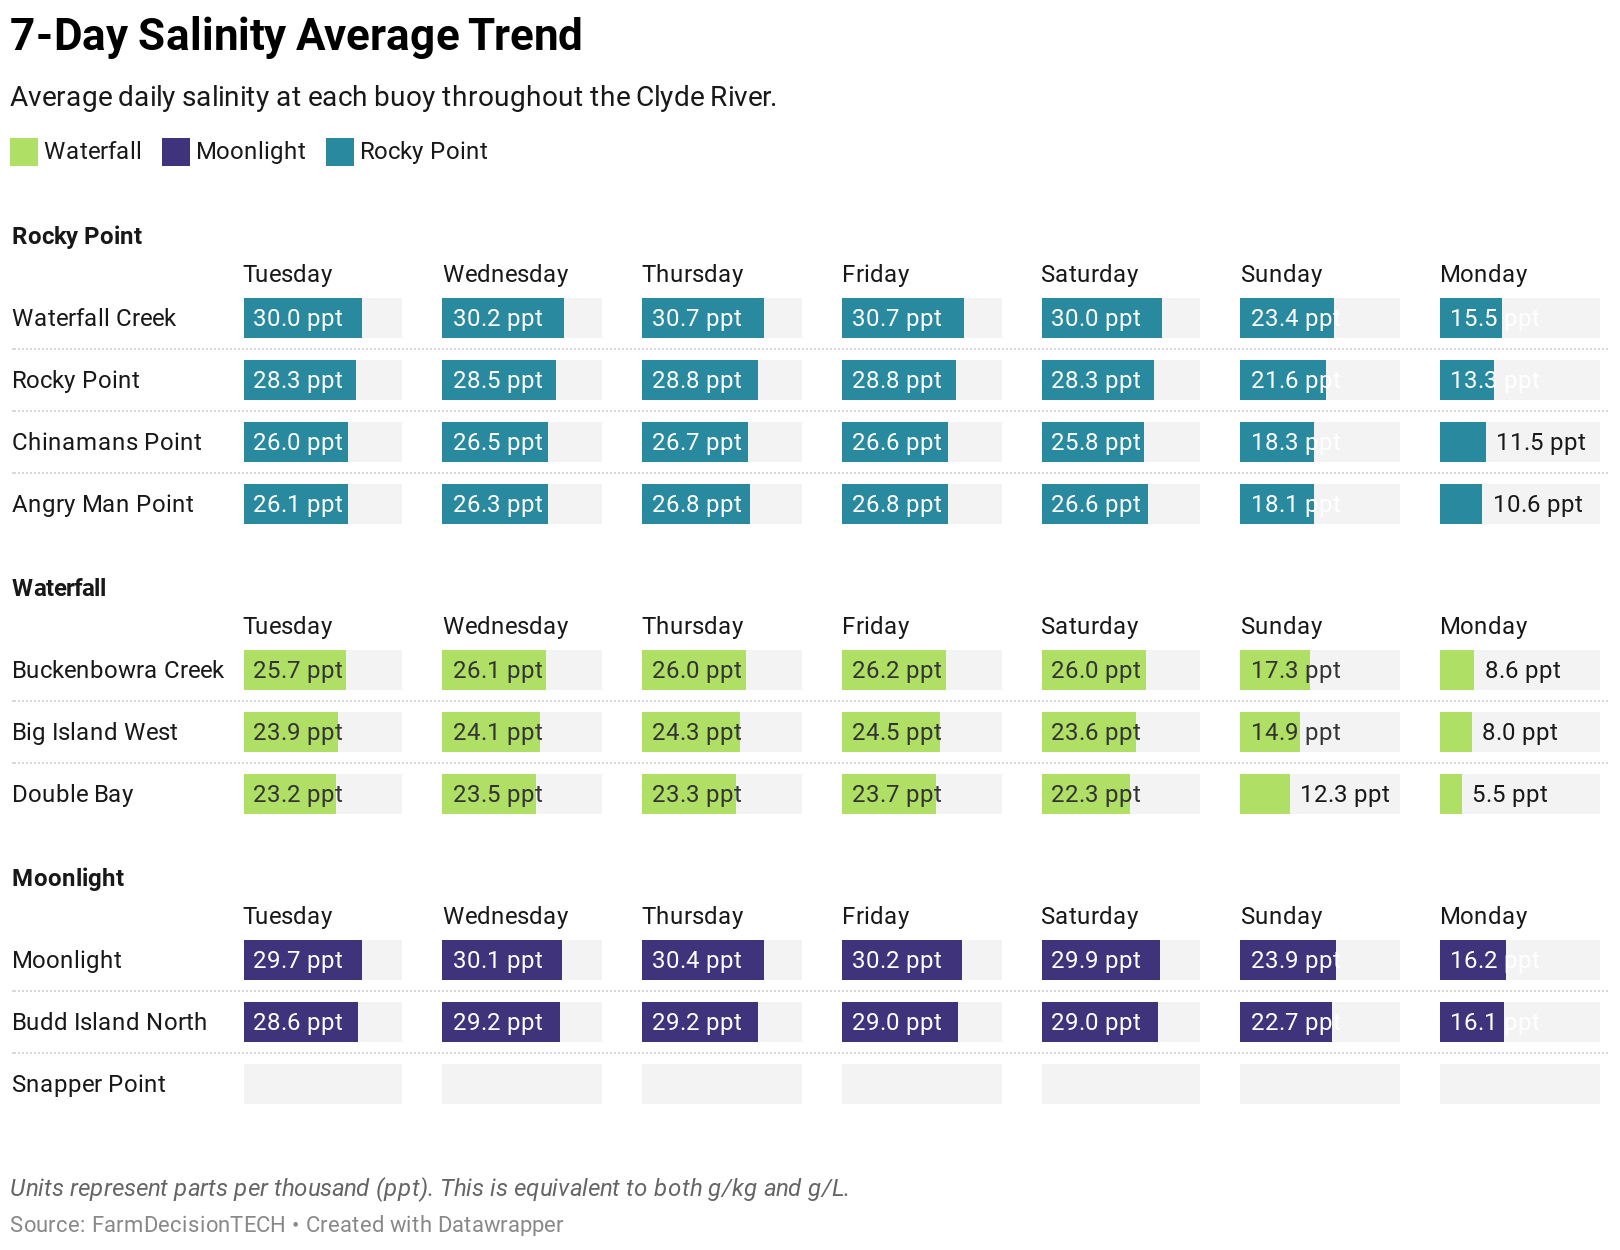 7-Day Salinity Average Trend
Average daily salinity at each buoy throughout the Clyde River.
Waterfall Moonlight Rocky Point
Rocky Point
Tuesday Wednesday Thursday Friday Saturday Sunday Monday
Waterfall Creek 30.0 ppt 30.2 ppt 30.7 ppt 30.7 ppt 30.0 ppt 23.4 ppt 15.5 ppt
Rocky Point 28.3 ppt 28.5 ppt 28.8 ppt 28.8 ppt 28.3 ppt 21.6 ppt 13.3 ppt
Chinamans Point 26.0 ppt 26.5 ppt 26.7 ppt 26.6 ppt 25.8 ppt 18.3 ppt 11.5 ppt
Angry Man Point 26.1 ppt 26.3 ppt 26.8 ppt 26.8 ppt 26.6 ppt 18.1 ppt 10.6 ppt
Waterfall
Tuesday Wednesday Thursday Friday Saturday Sunday Monday
Buckenbowra Creek 25.7 ppt 26.1 ppt 26.0 ppt 26.2 ppt 26.0 ppt 17.3 ppt 8.6 ppt
Big Island West 23.9 ppt 24.1 ppt 24.3 ppt 24.5 ppt 23.6 ppt 14.9 ppt 8.0 ppt
Double Bay 23.2 ppt 23.5 ppt 23.3 ppt 23.7 ppt 22.3 ppt 12.3 ppt 5.5 ppt
Moonlight
Tuesday Wednesday Thursday Friday Saturday Sunday Monday
Moonlight 29.7 ppt 30.1 ppt 30.4 ppt 30.2 ppt 29.9 ppt 23.9 ppt 16.2 ppt
Budd Island North 28.6 ppt 29.2 ppt 29.2 ppt 29.0 ppt 29.0 ppt 22.7 ppt 16.1 ppt
Snapper Point
Units represent parts per thousand (ppt). This is equivalent to both g/kg and g/L.
Source: FarmDecisionTECH • Created with Datawrapper